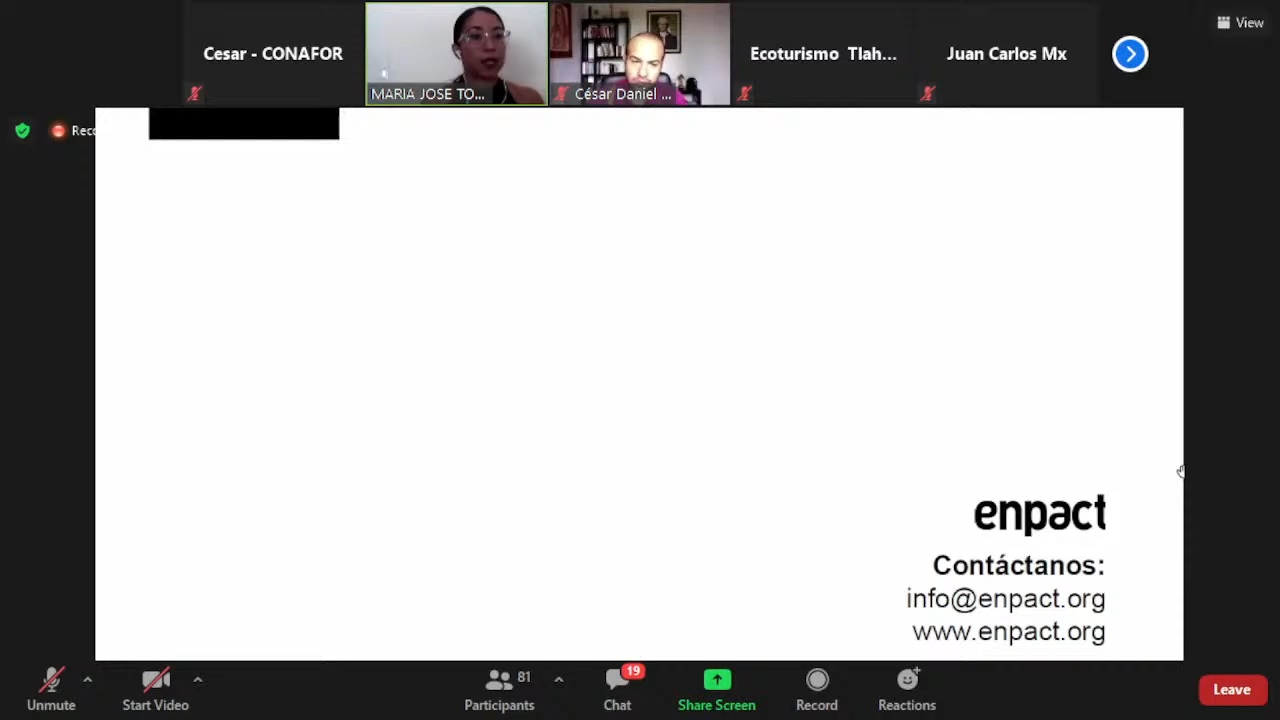 Cesar - CONAFOR
MARIA JOSE TO...
César Daniel ...
Ecoturismo Tlah...
Juan Carlos Mx
View
Reco
enpact
Contáctanos:
info@enpact.org
www.enpact.org
Unmute
Start Video
81
Participants
19
Chat
Share Screen
Record
Reactions
Leave